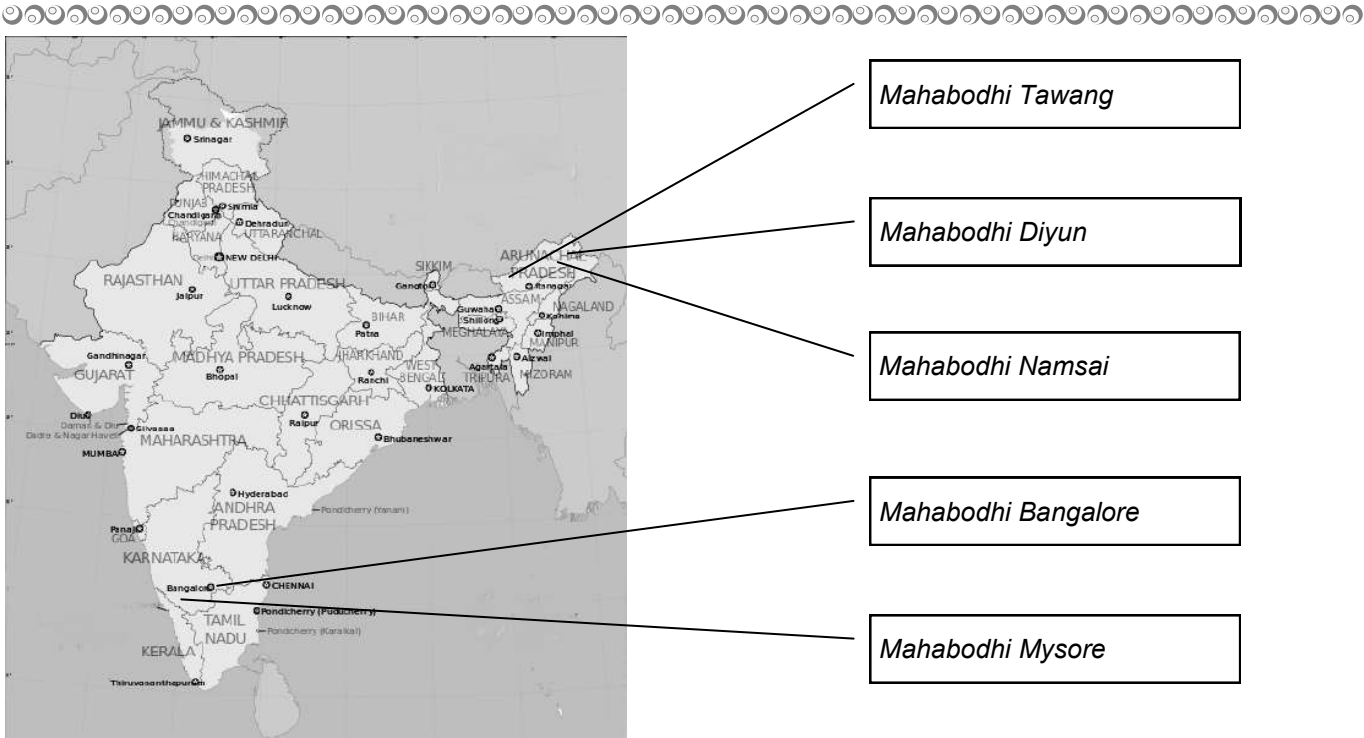 JAMMU & KASHMIR
Srinagar
HIMACHAL
PRADESH
PUNJAB
Shimla
Chandigarh
Chandigarh
Dehradun
UTTARANCHAL
HARYANA
Delhi
NEW DELHI
RAJASTHAN
Jaipur
UTTAR PRADESH
Lucknow
SIKKIM
Gangtok
ARUNACHAL
PRADESH
Itanagar
ASSAM
NAGALAND
Guwahati
Shillong
Kohima
MEGHALAYA
Imphal
MANIPUR
BIHAR
Patna
Gandhinagar
GUJARAT
MADHYA PRADESH
Bhopal
JHARKHAND
Ranchi
WEST
BENGAL
KOLKATA
Agartala
TRIPURA
Aizwal
MIZORAM
CHHATTISGARH
Raipur
ORISSA
Bhubaneshwar
Diu
Daman & Diu
Dadra & Nagar Haveli
Silvassa
MAHARASHTRA
MUMBAI
Hyderabad
ANDHRA
PRADESH
Pondicherry (Yanam)
Panaji
GOA
KARNATAKA
Bangalore
CHENNAI
Pondicherry (Puducherry)
TAMIL
NADU
Pondicherry (Karaikal)
KERALA
Thiruvananthapuram
Mahabodhi Tawang
Mahabodhi Diyun
Mahabodhi Namsai
Mahabodhi Bangalore
Mahabodhi Mysore